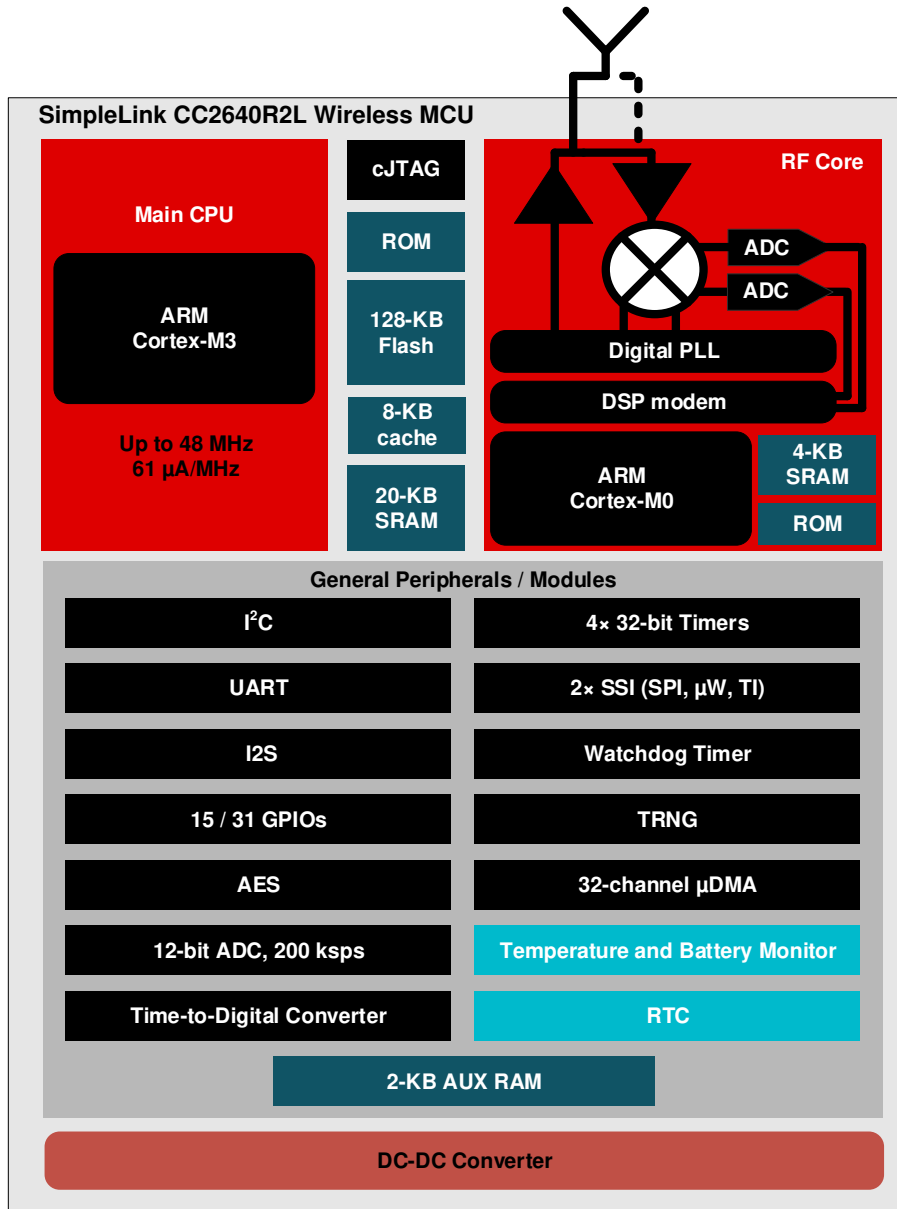 SimpleLink CC2640R2L Wireless MCU
Main CPU
ARM
Cortex-M3
Up to 48 MHz
61 µA/MHz
cJTAG
ROM
128-KB
Flash
8-KB
cache
20-KB
SRAM
RF Core
ADC
ADC
Digital PLL
DSP modem
ARM
Cortex-M0
4-KB
SRAM
ROM
General Peripherals / Modules
I²C
4× 32-bit Timers
UART
2× SSI (SPI, µW, TI)
I2S
Watchdog Timer
15 / 31 GPIOs
TRNG
AES
32-channel µDMA
12-bit ADC, 200 ksps
Temperature and Battery Monitor
Time-to-Digital Converter
RTC
2-KB AUX RAM
DC-DC Converter